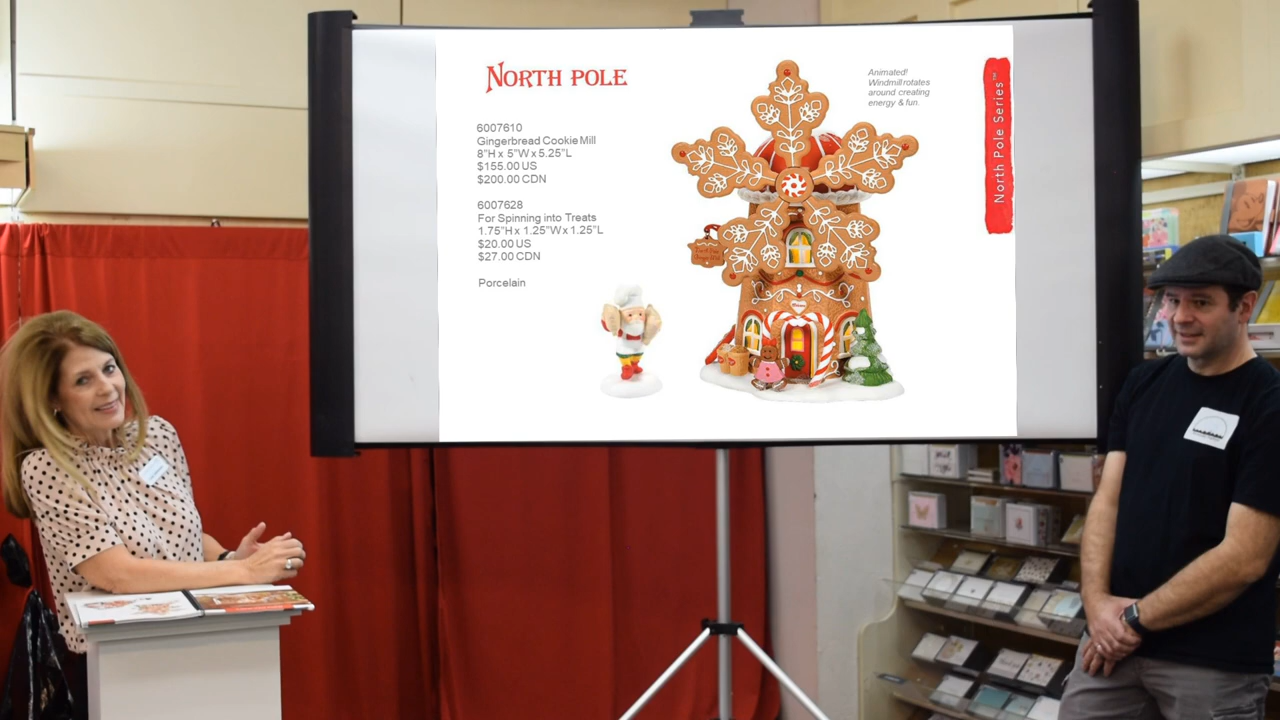 NORTH POLE
6007610
Gingerbread Cookie Mill
8"H x 5"W x 5.25"L
$155.00 US
$200.00 CDN
6007628
For Spinning into Treats
1.75"H x 1.25"W x 1.25"L
$20.00 US
$27.00 CDN
Porcelain
Animated!
Windmill rotates
around creating
energy & fun.
North Pole Series™